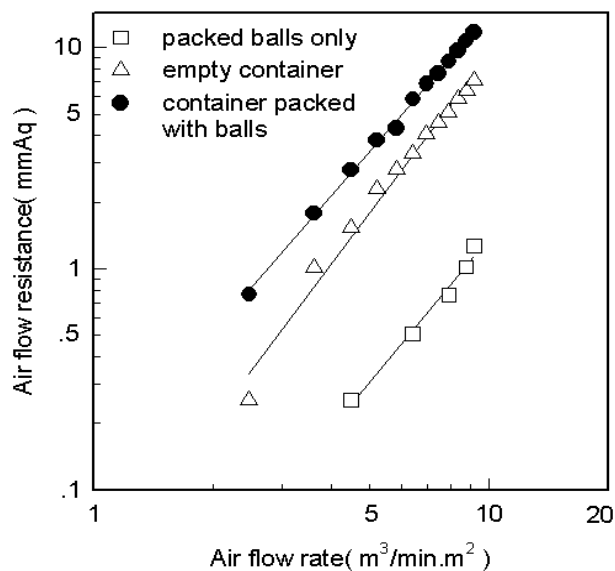 10
5
1
.5
.1
1
5
10
20
packed balls only
empty container
container packed
with balls
Air flow resistance( mmAq)
Air flow rate( m³/min.m²)